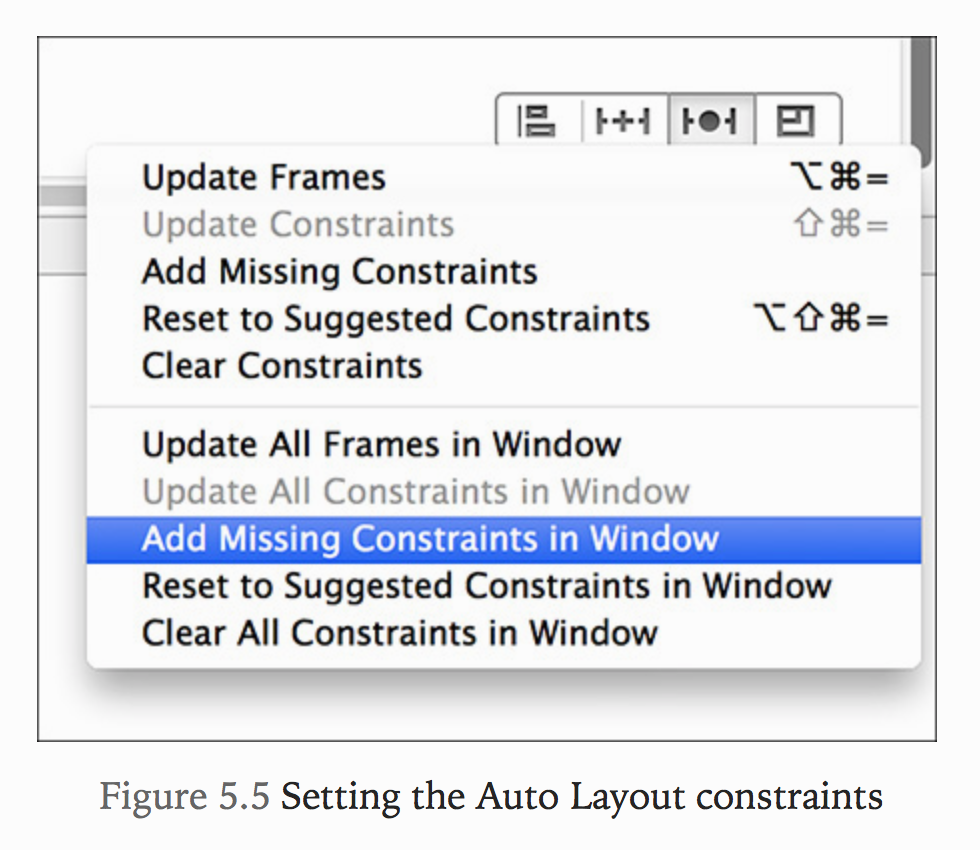 Update Frames ⌥⌘=
Update Constraints ⇧⌘=
Add Missing Constraints
Reset to Suggested Constraints ⌥⇧⌘=
Clear Constraints
Update All Frames in Window
Update All Constraints in Window
Add Missing Constraints in Window
Reset to Suggested Constraints in Window
Clear All Constraints in Window
Figure 5.5 Setting the Auto Layout constraints